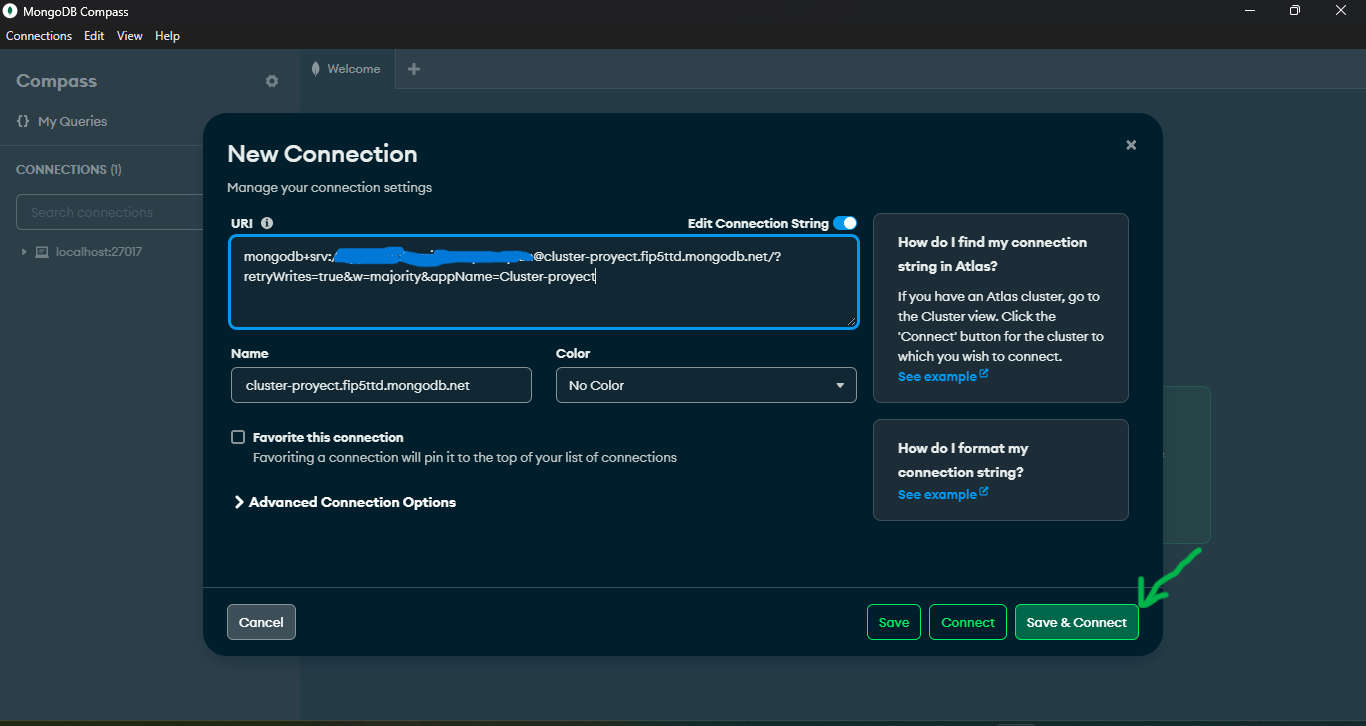 MongoDB Compass
Connections Edit View Help
Compass
Welcome
{} My Queries
CONNECTIONS (1)
Search connections
localhost:27017
New Connection
Manage your connection settings
URI
Edit Connection String
mongodb+srv:/ @cluster-proyect.fip5ttd.mongodb.net/?
retryWrites=true&w=majority&appName=Cluster-proyect
Name
Color
cluster-proyect.fip5ttd.mongodb.net
No Color
Favorite this connection
Favoriting a connection will pin it to the top of your list of connections
Advanced Connection Options
How do I find my connection
string in Atlas?
If you have an Atlas cluster, go to
the Cluster view. Click the
'Connect' button for the cluster to
which you wish to connect.
See example
How do I format my
connection string?
See example
Cancel
Save
Connect
Save & Connect